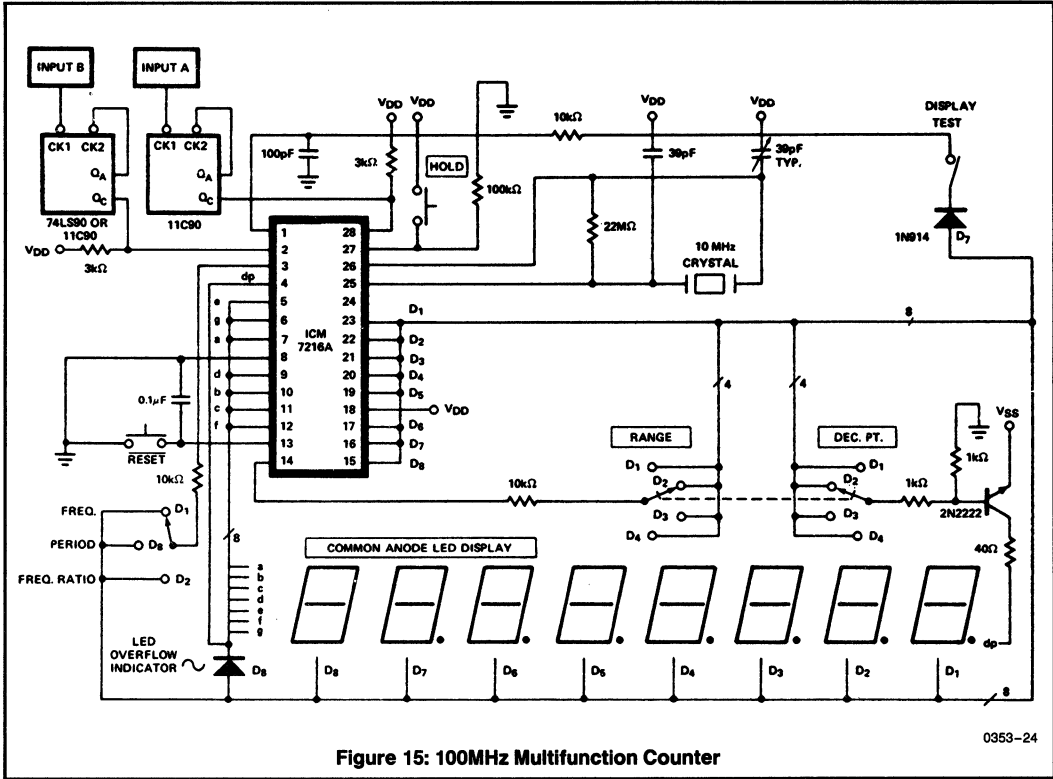 INPUT B
INPUT A
CK1 CK2
QA
QC
74LS90 OR
11C90
CK1 CK2
QA
QC
11C90
VDD
3kΩ
100pF
VDD
3kΩ
VDD
HOLD
100kΩ
10kΩ
VDD
39pF
VDD
39pF
TYP.
22MΩ
10 MHz
CRYSTAL
DISPLAY
TEST
1N914
D7
ICM
7216A
1 28
2 27
3 26
4 25
5 24
6 23
7 22
8 21
9 20
10 19
11 18
12 17
13 16
14 15
dp
e
g
a
d
b
c
f
D1
D2
D3
D4
D5
VDD
D6
D7
D8
8
4
4
0.1μF
RESET
10kΩ
FREQ.
D1
PERIOD
D8
FREQ. RATIO
D2
8
RANGE
D1
D2
D3
D4
10kΩ
DEC. PT.
D1
D2
D3
D4
1kΩ
1kΩ
VSS
2N2222
40Ω
COMMON ANODE LED DISPLAY
a
b
c
d
e
f
g
dp
LED
OVERFLOW
INDICATOR
D8
D8 D7 D6 D5 D4 D3 D2 D1
8
0353–24
Figure 15: 100MHz Multifunction Counter